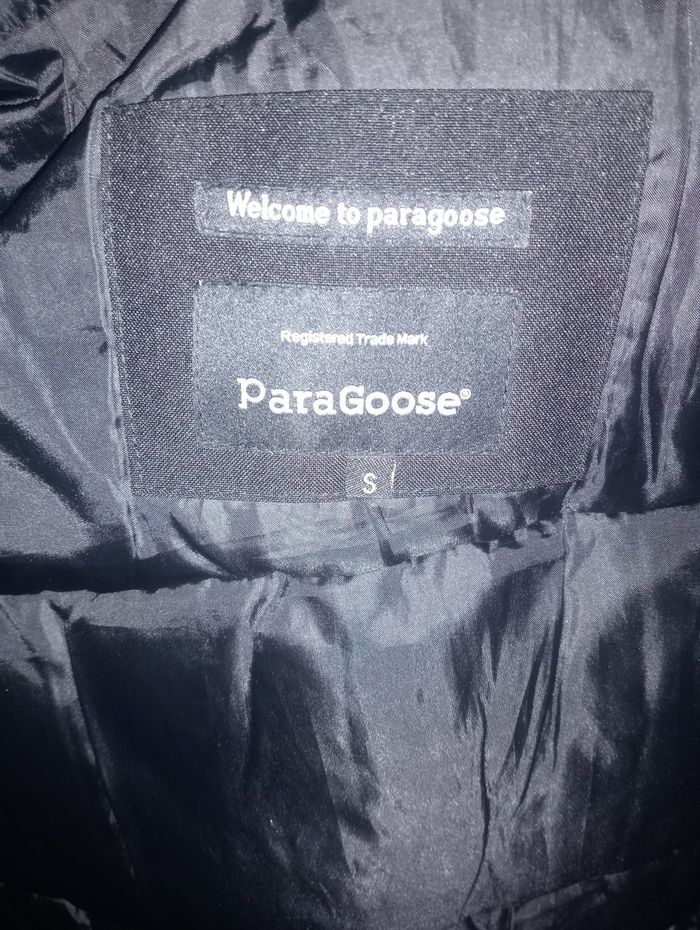 Welcome to paragoose
Registered Trade Mark
ParaGoose®
S